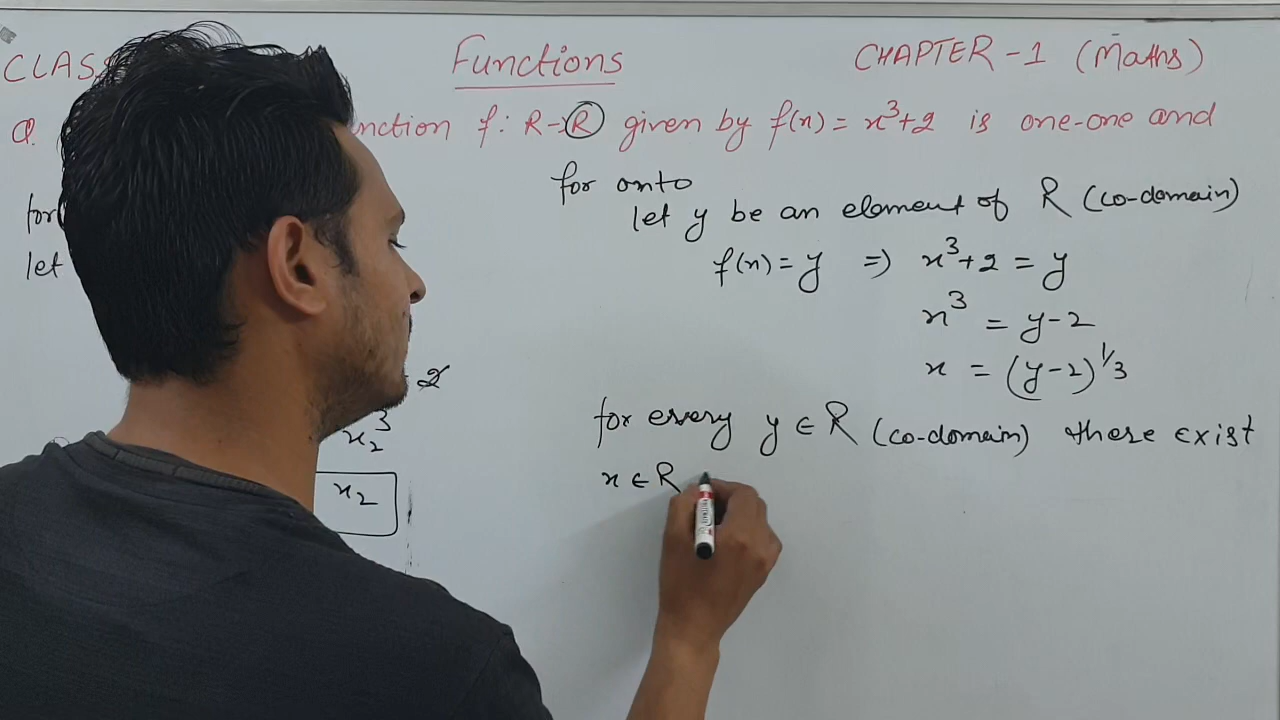 CLAS Functions CHAPTER-1 (Maths)
Q. nction f: R→R given by f(x) = x³+2 is one-one and
for
let
2
x₂³
x₂
for onto
let y be an element of R (co-domain)
f(x) = y ⇒ x³+2 = y
x³ = y-2
x = (y-2)^1/3
for every y ∈ R (co-domain) there exist
x ∈ R